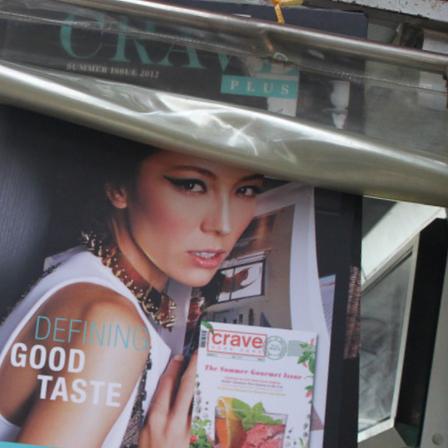 CRAVE
SUMMER ISSUE 2012
PLUS
DEFINING
GOOD
TASTE
crave
The Summer Gourmet Issue